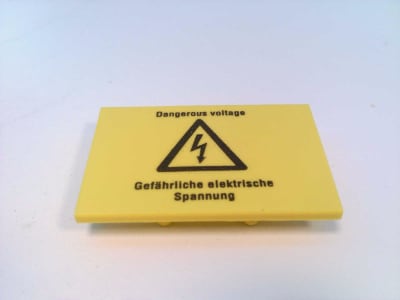 Dangerous voltage
Gefährliche elektrische
Spannung